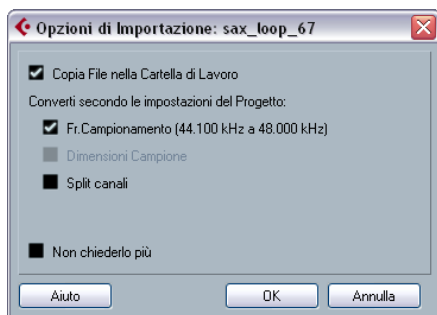 Opzioni di Importazione: sax_loop_67
Copia File nella Cartella di Lavoro
Converti secondo le impostazioni del Progetto:
Fr.Campionamento (44.100 kHz a 48.000 kHz)
Dimensioni Campione
Split canali
Non chiederlo più
Aiuto OK Annulla